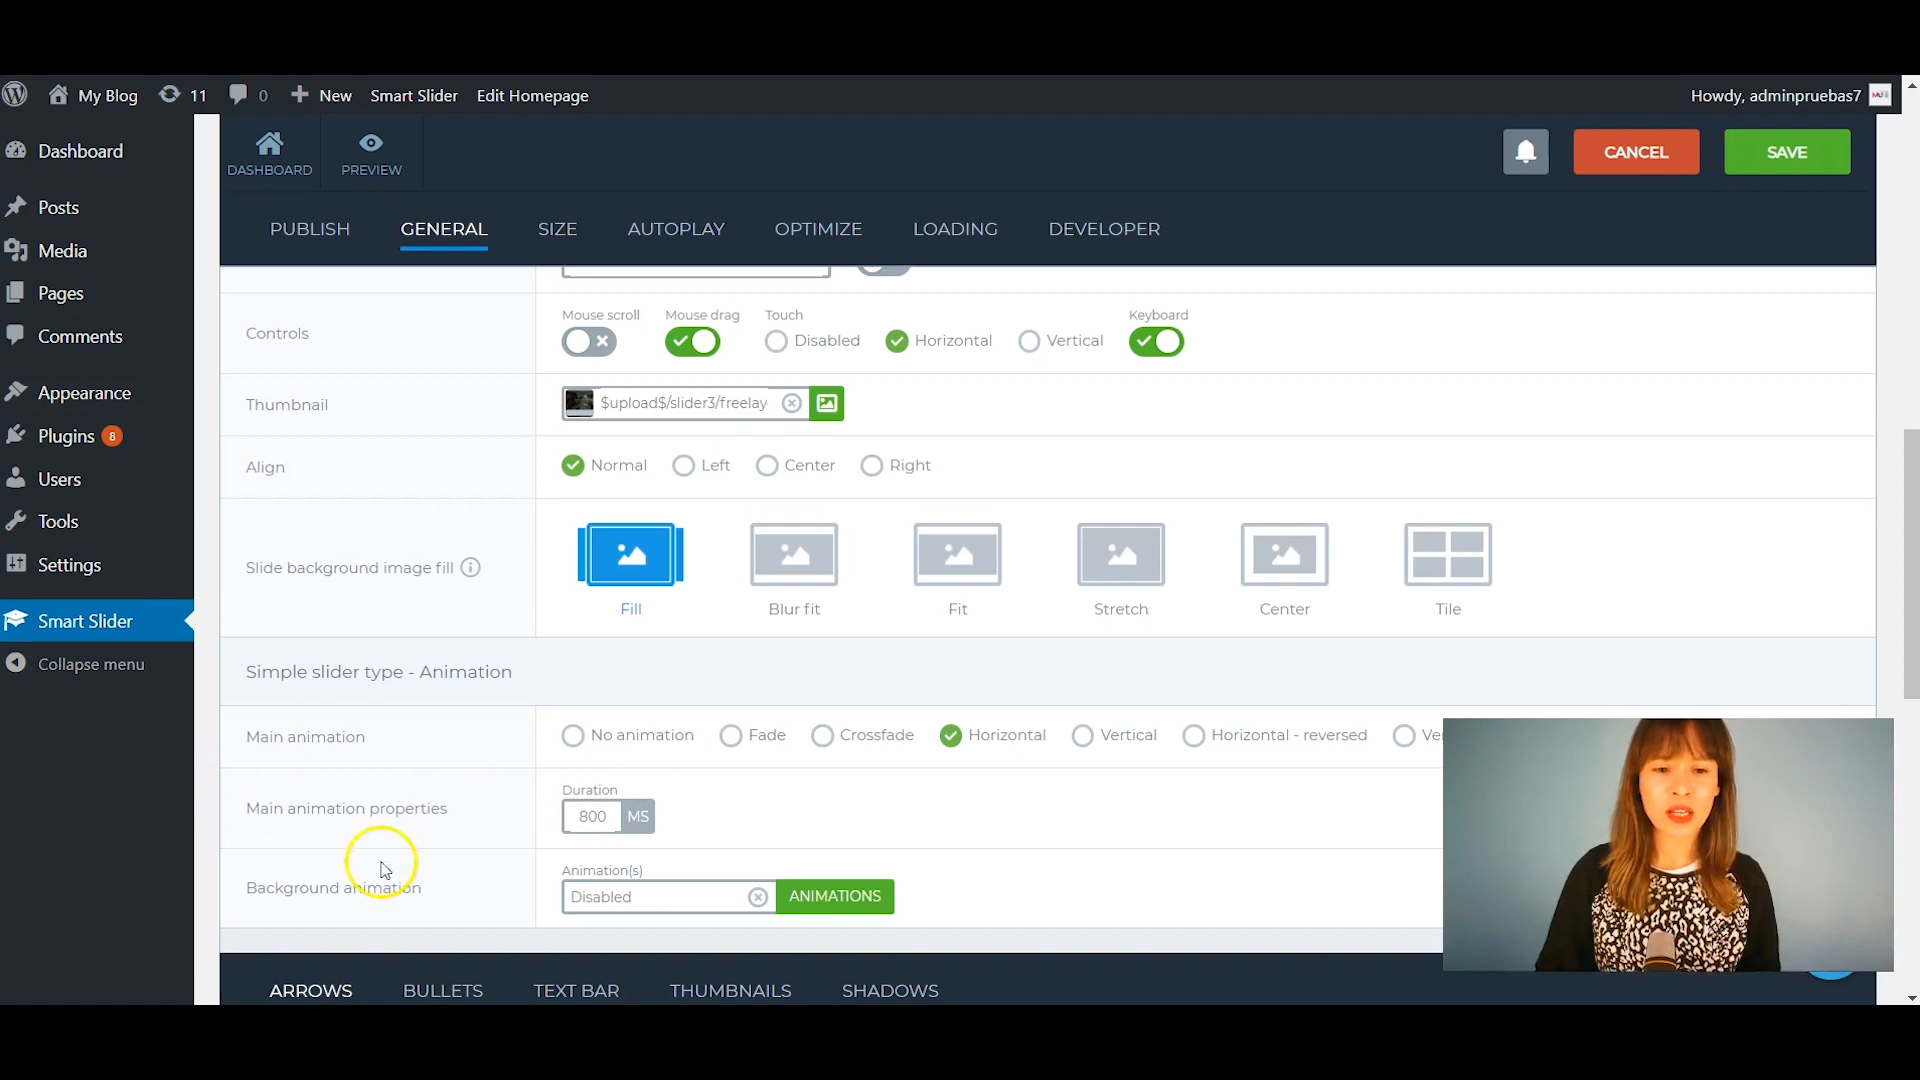 My Blog 11 0 New Smart Slider Edit Homepage Howdy, adminpruebas7
Dashboard
Posts
Media
Pages
Comments
Appearance
Plugins 8
Users
Tools
Settings
Smart Slider
Collapse menu
DASHBOARD PREVIEW CANCEL SAVE
PUBLISH GENERAL SIZE AUTOPLAY OPTIMIZE LOADING DEVELOPER
Controls
Mouse scroll Mouse drag Touch Keyboard
Disabled Horizontal Vertical
Thumbnail $upload$/slider3/freelay
Align Normal Left Center Right
Slide background image fill
Fill Blur fit Fit Stretch Center Tile
Simple slider type - Animation
Main animation No animation Fade Crossfade Horizontal Vertical Horizontal - reversed Ve
Main animation properties
Duration
800 MS
Background animation
Animation(s)
Disabled ANIMATIONS
ARROWS BULLETS TEXT BAR THUMBNAILS SHADOWS